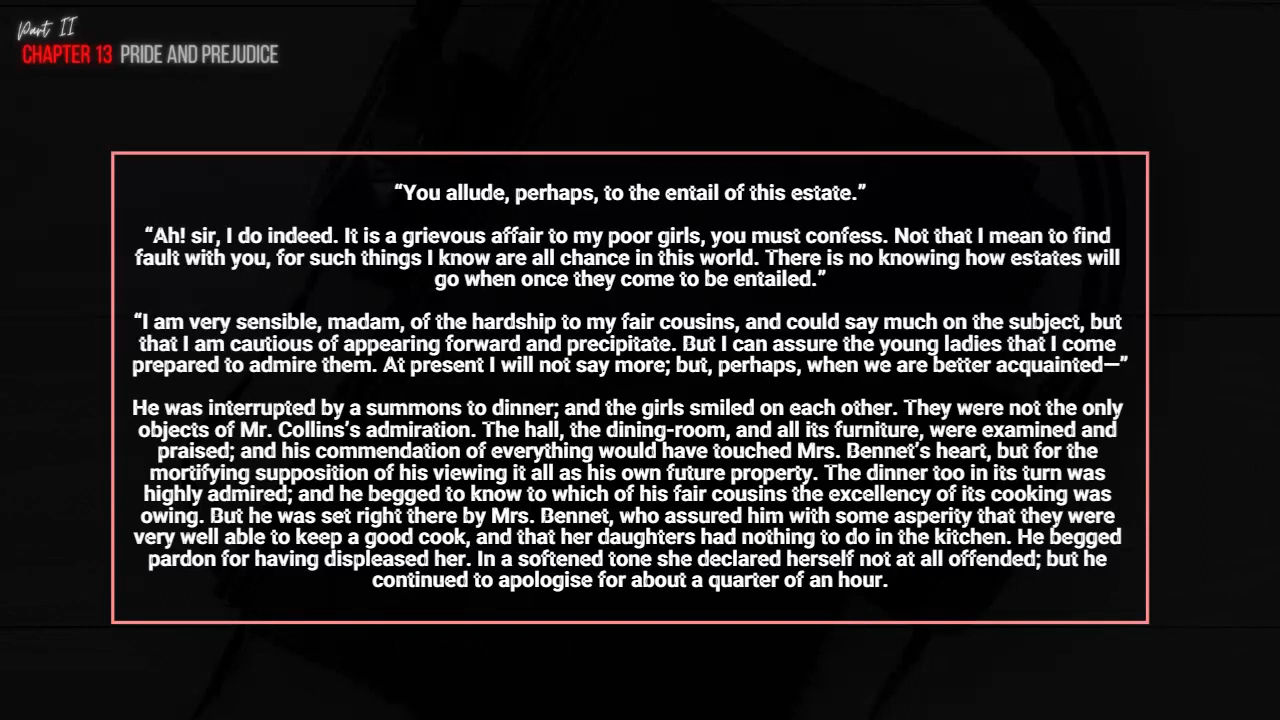 Part II
CHAPTER 13 PRIDE AND PREJUDICE
“You allude, perhaps, to the entail of this estate.”
“Ah! sir, I do indeed. It is a grievous affair to my poor girls, you must confess. Not that I mean to find
fault with you, for such things I know are all chance in this world. There is no knowing how estates will
go when once they come to be entailed.”
“I am very sensible, madam, of the hardship to my fair cousins, and could say much on the subject, but
that I am cautious of appearing forward and precipitate. But I can assure the young ladies that I come
prepared to admire them. At present I will not say more; but, perhaps, when we are better acquainted—”
He was interrupted by a summons to dinner; and the girls smiled on each other. They were not the only
objects of Mr. Collins’s admiration. The hall, the dining-room, and all its furniture, were examined and
praised; and his commendation of everything would have touched Mrs. Bennet’s heart, but for the
mortifying supposition of his viewing it all as his own future property. The dinner too in its turn was
highly admired; and he begged to know to which of his fair cousins the excellency of its cooking was
owing. But he was set right there by Mrs. Bennet, who assured him with some asperity that they were
very well able to keep a good cook, and that her daughters had nothing to do in the kitchen. He begged
pardon for having displeased her. In a softened tone she declared herself not at all offended; but he
continued to apologise for about a quarter of an hour.